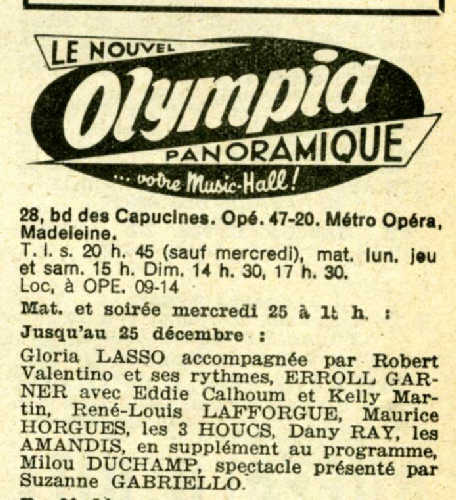 LE NOUVEL
Olympia
PANORAMIQUE
... votre Music-Hall!
28, bd des Capucines. Opé. 47-20. Métro Opéra,
Madeleine.
T. l. s. 20 h. 45 (sauf mercredi), mat. lun. jeu
et sam. 15 h. Dim. 14 h. 30, 17 h. 30.
Loc, à OPE. 09-14
Mat. et soirée mercredi 25 à h. :
Jusqu'au 25 décembre :
Gloria LASSO accompagnée par Robert
Valentino et ses rythmes, ERROLL GAR-
NER avec Eddie Calhoum et Kelly Mar-
tin, René-Louis LAFFORGUE, Maurice
HORGUES, les 3 HOUCS, Dany RAY, les
AMANDIS, en supplément au programme,
Milou DUCHAMP, spectacle présenté par
Suzanne GABRIELLO.